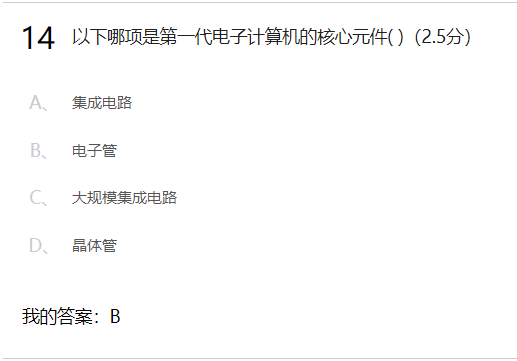 14 以下哪项是第一代电子计算机的核心元件( )（2.5分）
A、 集成电路
B、 电子管
C、 大规模集成电路
D、 晶体管
我的答案：B